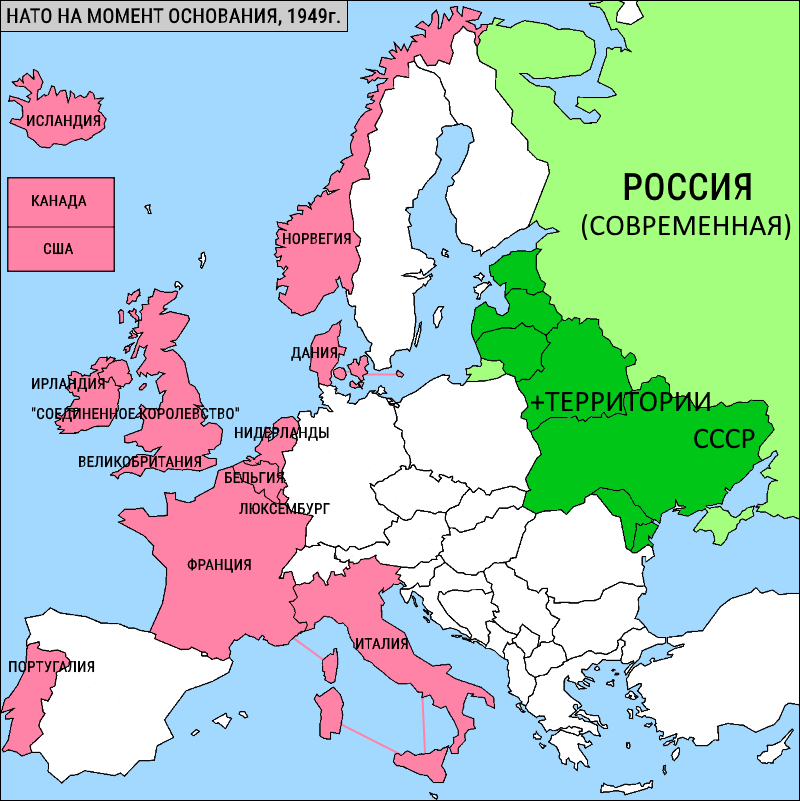 НАТО НА МОМЕНТ ОСНОВАНИЯ, 1949г.
ИСЛАНДИЯ
КАНАДА
США
РОССИЯ
(СОВРЕМЕННАЯ)
НОРВЕГИЯ
ДАНИЯ
ИРЛАНДИЯ
"СОЕДИНЕННОЕ КОРОЛЕВСТВО"
+ТЕРРИТОРИИ
СССР
НИДЕРЛАНДЫ
ВЕЛИКОБРИТАНИЯ
БЕЛЬГИЯ
ЛЮКСЕМБУРГ
ФРАНЦИЯ
ИТАЛИЯ
ПОРТУГАЛИЯ